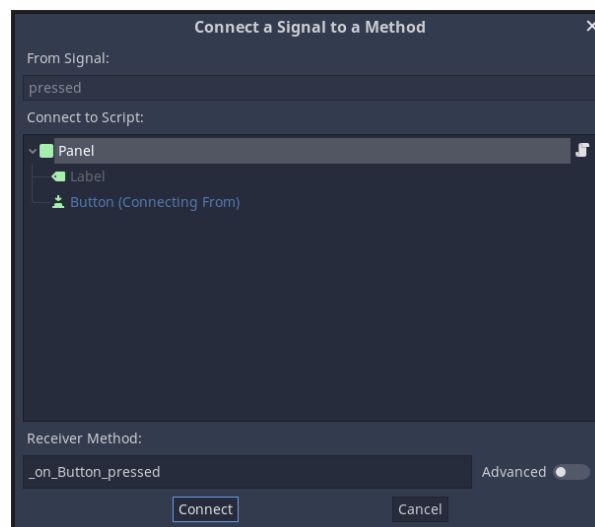 Connect a Signal to a Method
From Signal:
pressed
Connect to Script:
Panel
Label
Button (Connecting From)
Receiver Method:
_on_Button_pressed
Advanced
Connect
Cancel